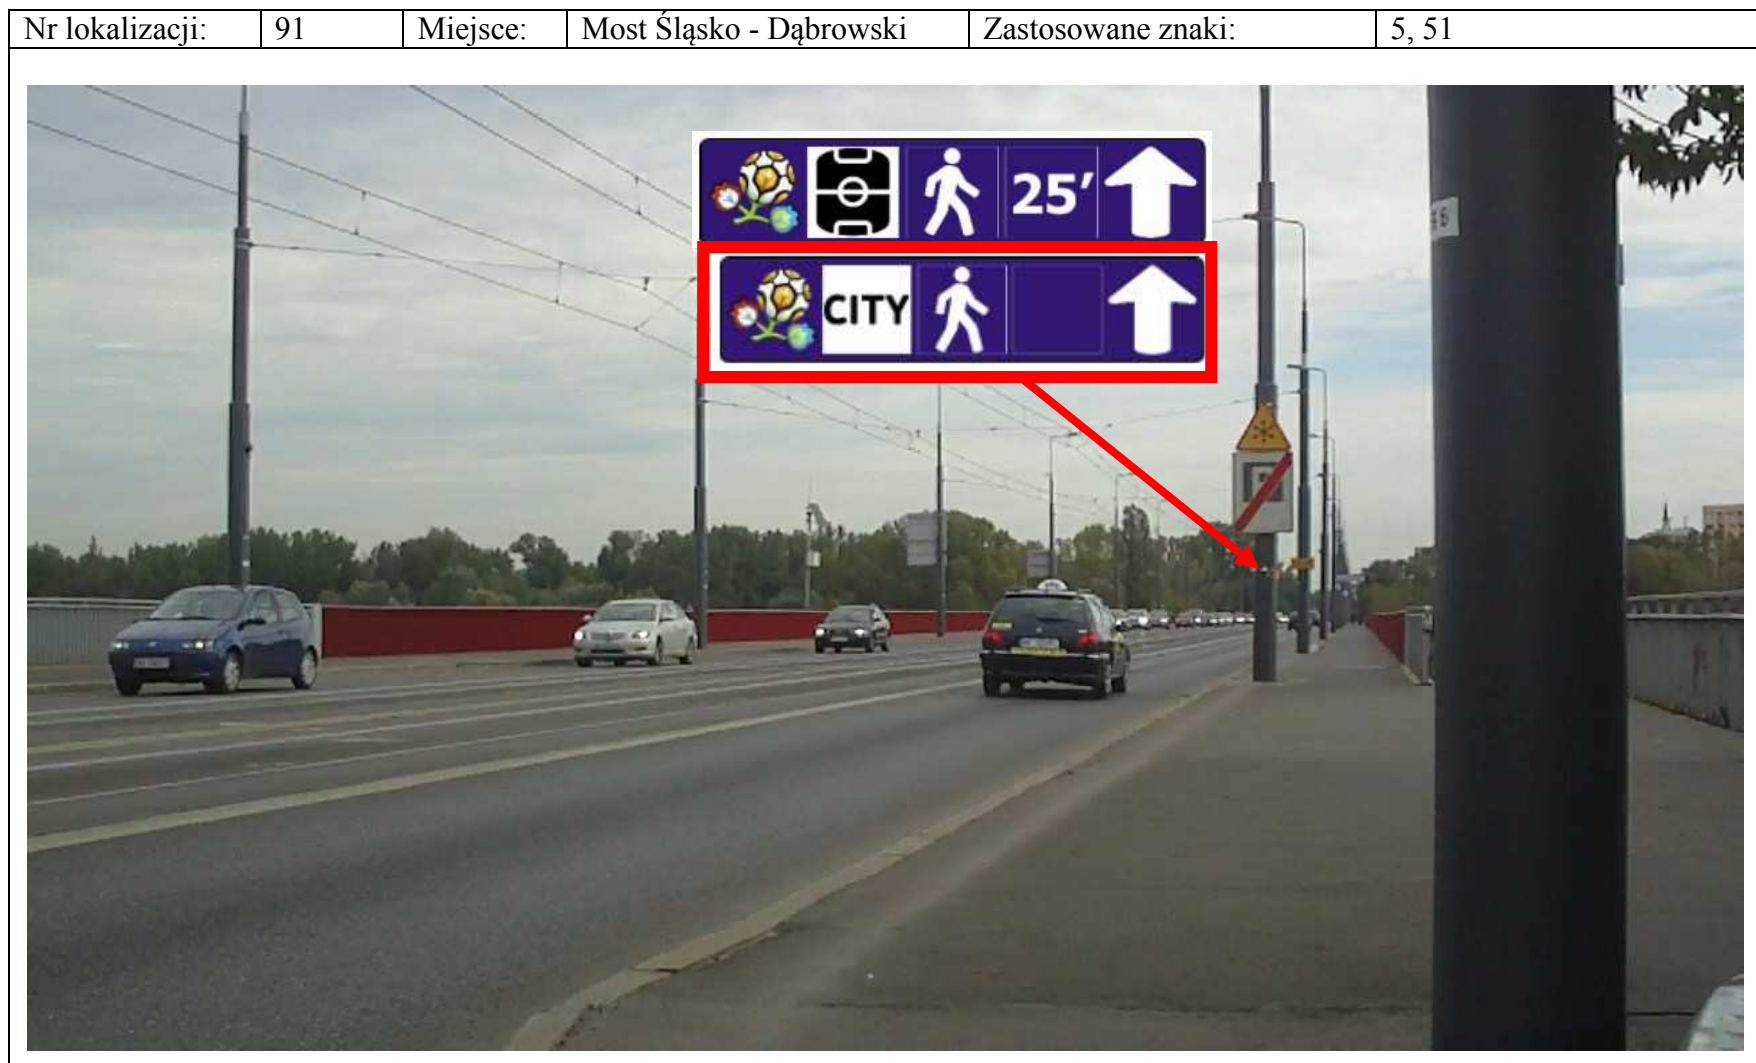 Nr lokalizacji: 91 Miejsce: Most Śląsko - Dąbrowski Zastosowane znaki: 5, 51
25’
CITY